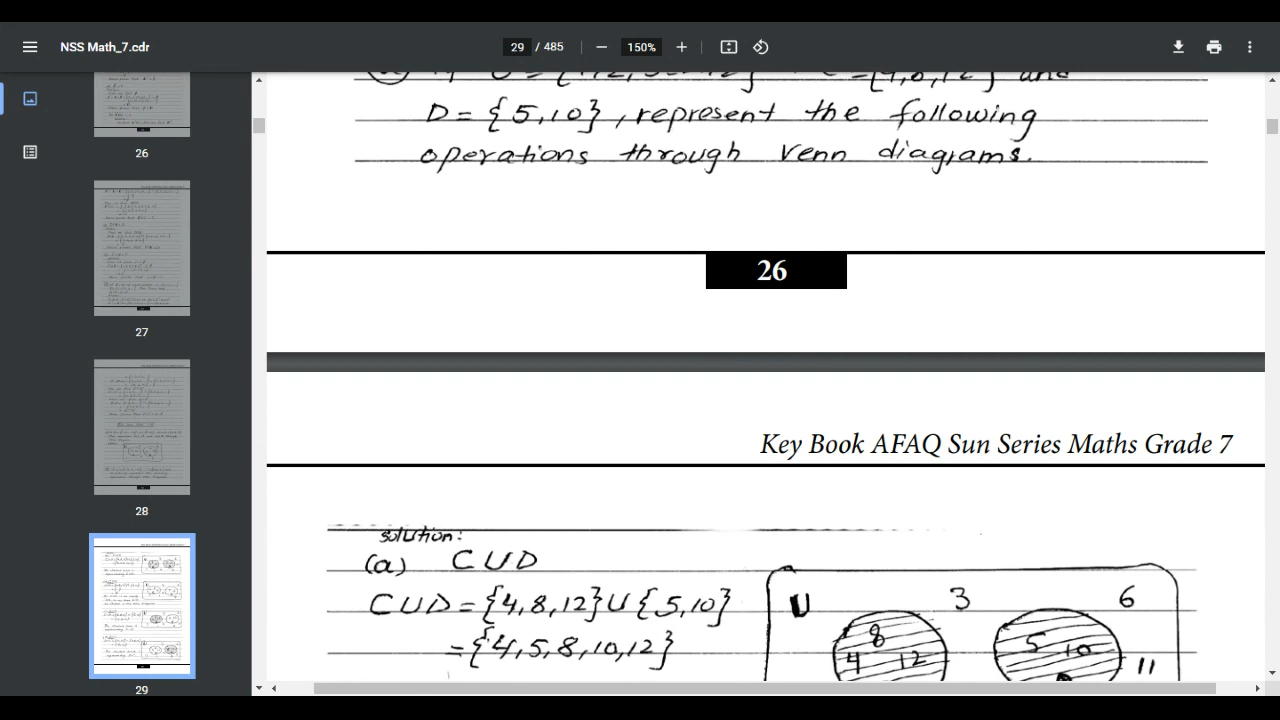 NSS Math_7.cdr
29 / 485
150%
26
27
28
29
and
D = {5,10}, represent the following
operations through Venn diagrams.
26
Key Book AFAQ Sun Series Maths Grade 7
solution:
(a) C∪D
C∪D = {4,8,12}∪{5,10}
= {4,5,8,10,12}
U 3 6
8 5 10
4 12 11